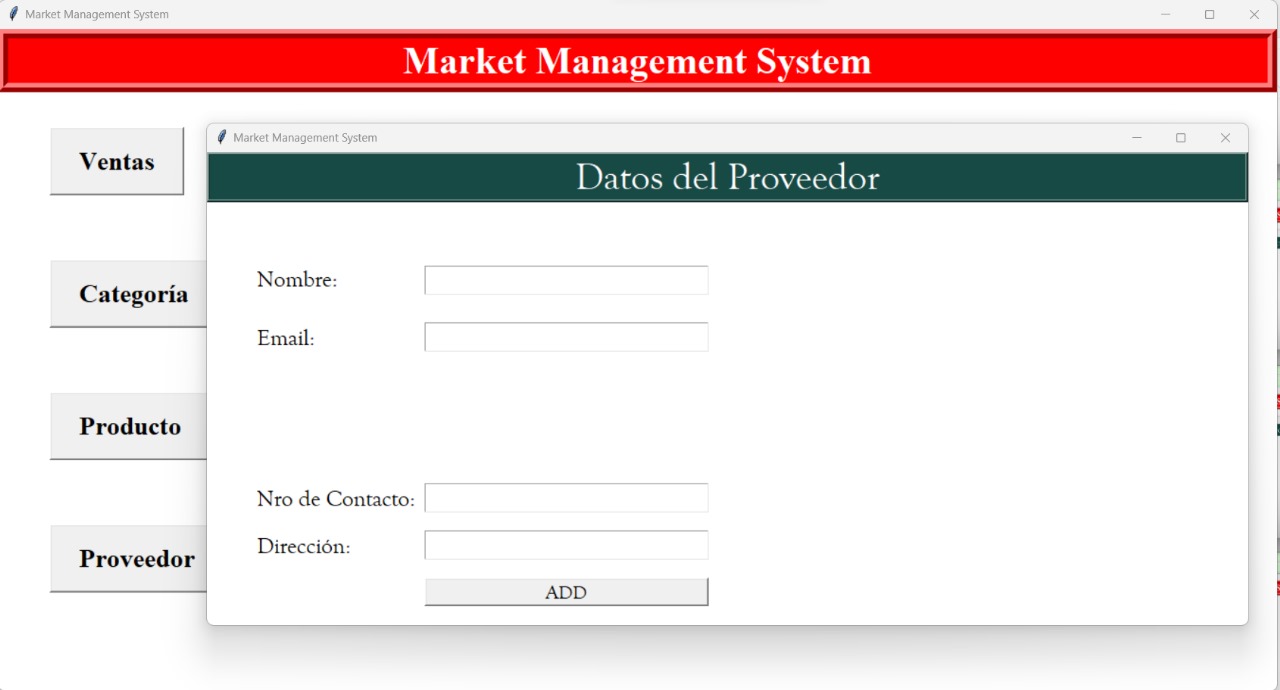 Market Management System
Market Management System
Ventas
Market Management System
Datos del Proveedor
Categoría
Nombre:
Email:
Producto
Nro de Contacto:
Dirección:
Proveedor
ADD